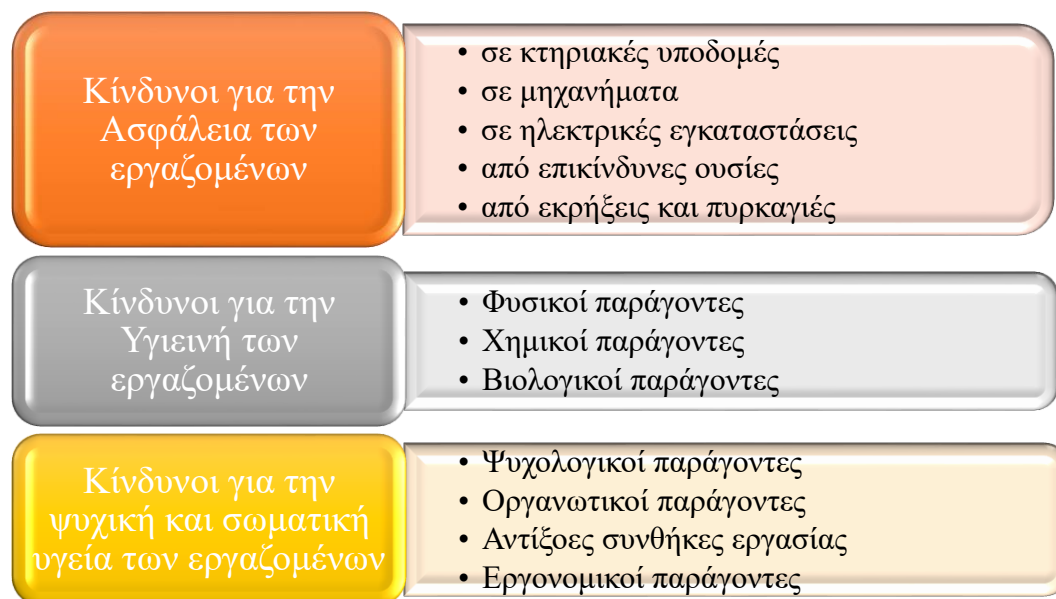 Κίνδυνοι για την
Ασφάλεια των
εργαζομένων
• σε κτηριακές υποδομές
• σε μηχανήματα
• σε ηλεκτρικές εγκαταστάσεις
• από επικίνδυνες ουσίες
• από εκρήξεις και πυρκαγιές
Κίνδυνοι για την
Υγιεινή των
εργαζομένων
• Φυσικοί παράγοντες
• Χημικοί παράγοντες
• Βιολογικοί παράγοντες
Κίνδυνοι για την
ψυχική και σωματική
υγεία των εργαζομένων
• Ψυχολογικοί παράγοντες
• Οργανωτικοί παράγοντες
• Αντίξοες συνθήκες εργασίας
• Εργονομικοί παράγοντες